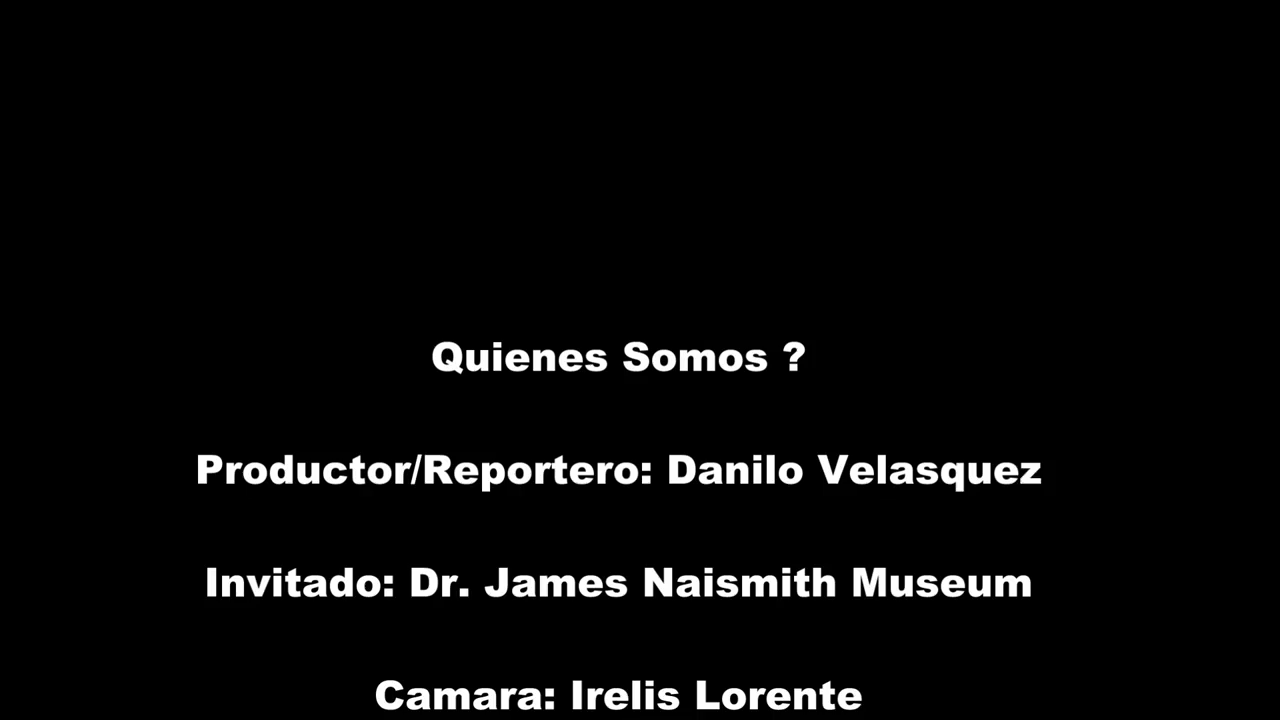 Quienes Somos ?
Productor/Reportero: Danilo Velasquez
Invitado: Dr. James Naismith Museum
Camara: Irelis Lorente